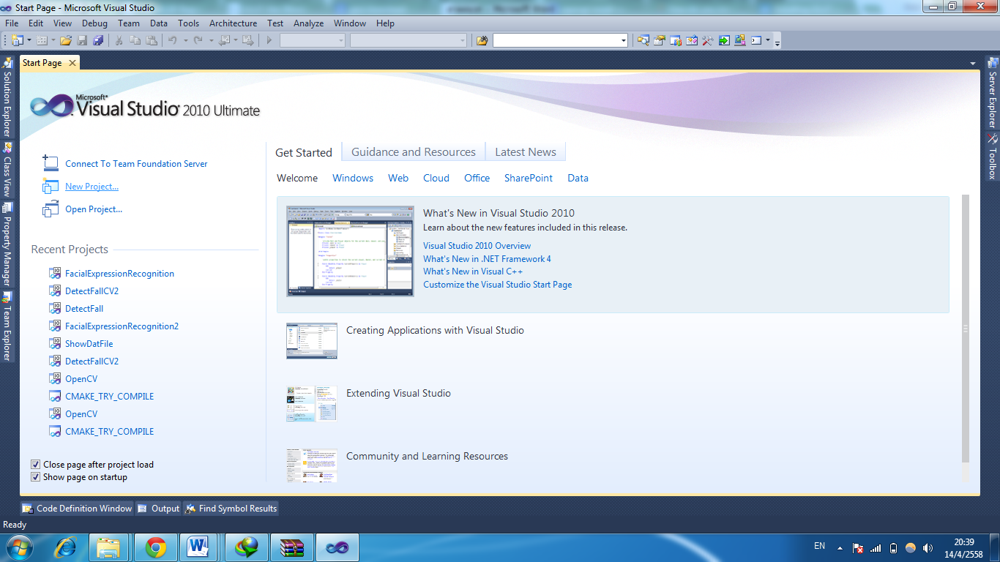 Start Page - Microsoft Visual Studio
File Edit View Debug Team Data Tools Architecture Test Analyze Window Help
Solution Explorer
Class View
Property Manager
Team Explorer
Start Page
Microsoft®
Visual Studio® 2010 Ultimate
Connect To Team Foundation Server
New Project...
Open Project...
Recent Projects
FacialExpressionRecognition
DetectFallCV2
DetectFall
FacialExpressionRecognition2
ShowDatFile
DetectFallCV2
OpenCV
CMAKE_TRY_COMPILE
OpenCV
CMAKE_TRY_COMPILE
Close page after project load
Show page on startup
Get Started Guidance and Resources Latest News
Welcome Windows Web Cloud Office SharePoint Data
What's New in Visual Studio 2010
Learn about the new features included in this release.
Visual Studio 2010 Overview
What's New in .NET Framework 4
What's New in Visual C++
Customize the Visual Studio Start Page
Creating Applications with Visual Studio
Extending Visual Studio
Community and Learning Resources
Server Explorer
Toolbox
Code Definition Window Output Find Symbol Results
Ready
EN
20:39
14/4/2558